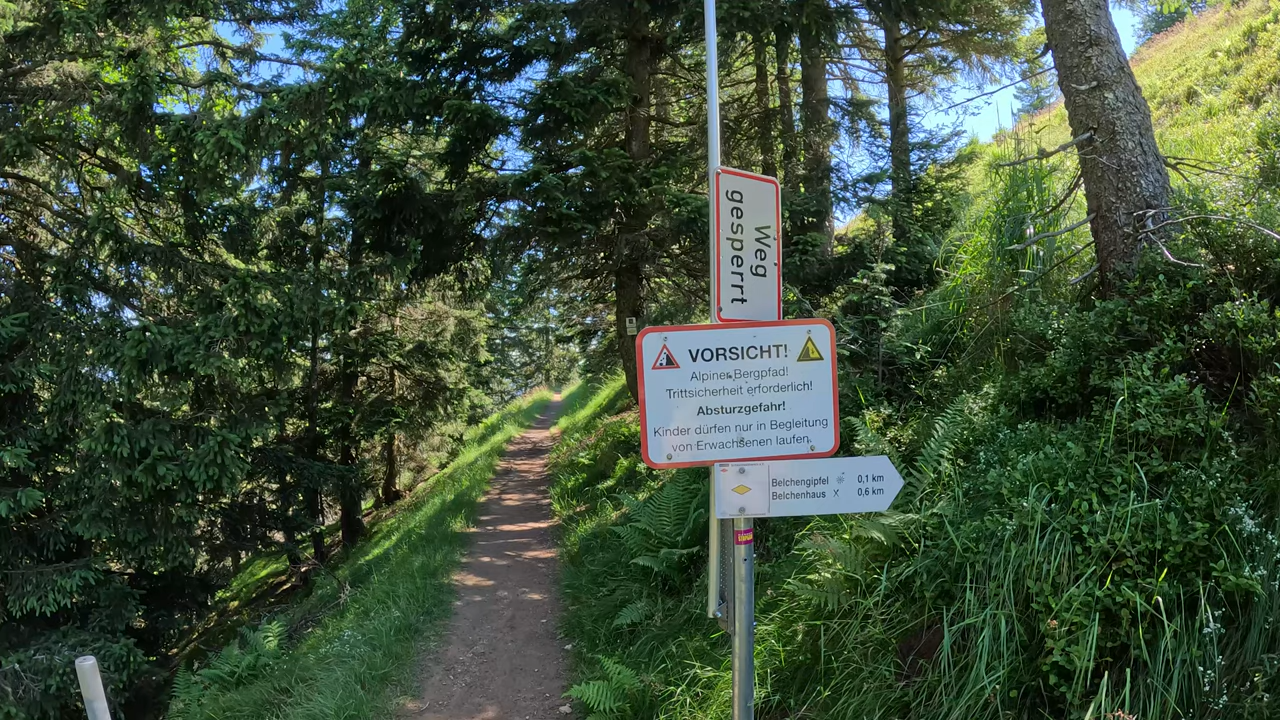 Weg
gesperrt
VORSICHT!
Alpiner Bergpfad!
Trittsicherheit erforderlich!
Absturzgefahr!
Kinder dürfen nur in Begleitung
von Erwachsenen laufen.
Belchengipfel 0,1 km
Belchenhaus 0,6 km